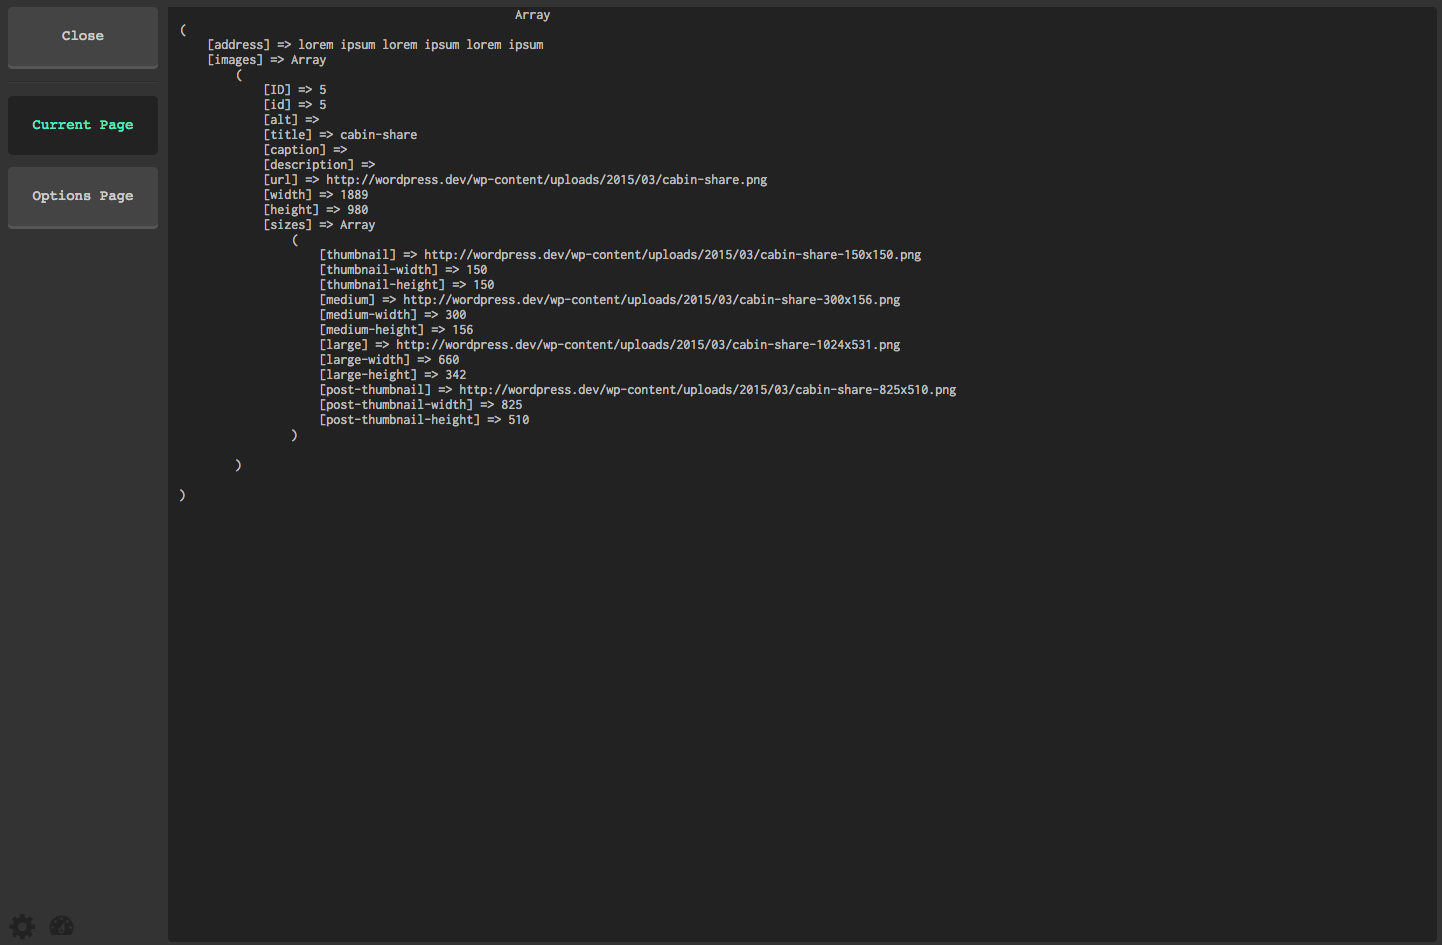 Close
Current Page
Options Page
Array
(
[address] => lorem ipsum lorem ipsum lorem ipsum
[images] => Array
(
[ID] => 5
[id] => 5
[alt] =>
[title] => cabin-share
[caption] =>
[description] =>
[url] => http://wordpress.dev/wp-content/uploads/2015/03/cabin-share.png
[width] => 1889
[height] => 980
[sizes] => Array
(
[thumbnail] => http://wordpress.dev/wp-content/uploads/2015/03/cabin-share-150x150.png
[thumbnail-width] => 150
[thumbnail-height] => 150
[medium] => http://wordpress.dev/wp-content/uploads/2015/03/cabin-share-300x156.png
[medium-width] => 300
[medium-height] => 156
[large] => http://wordpress.dev/wp-content/uploads/2015/03/cabin-share-1024x531.png
[large-width] => 660
[large-height] => 342
[post-thumbnail] => http://wordpress.dev/wp-content/uploads/2015/03/cabin-share-825x510.png
[post-thumbnail-width] => 825
[post-thumbnail-height] => 510
)
)
)